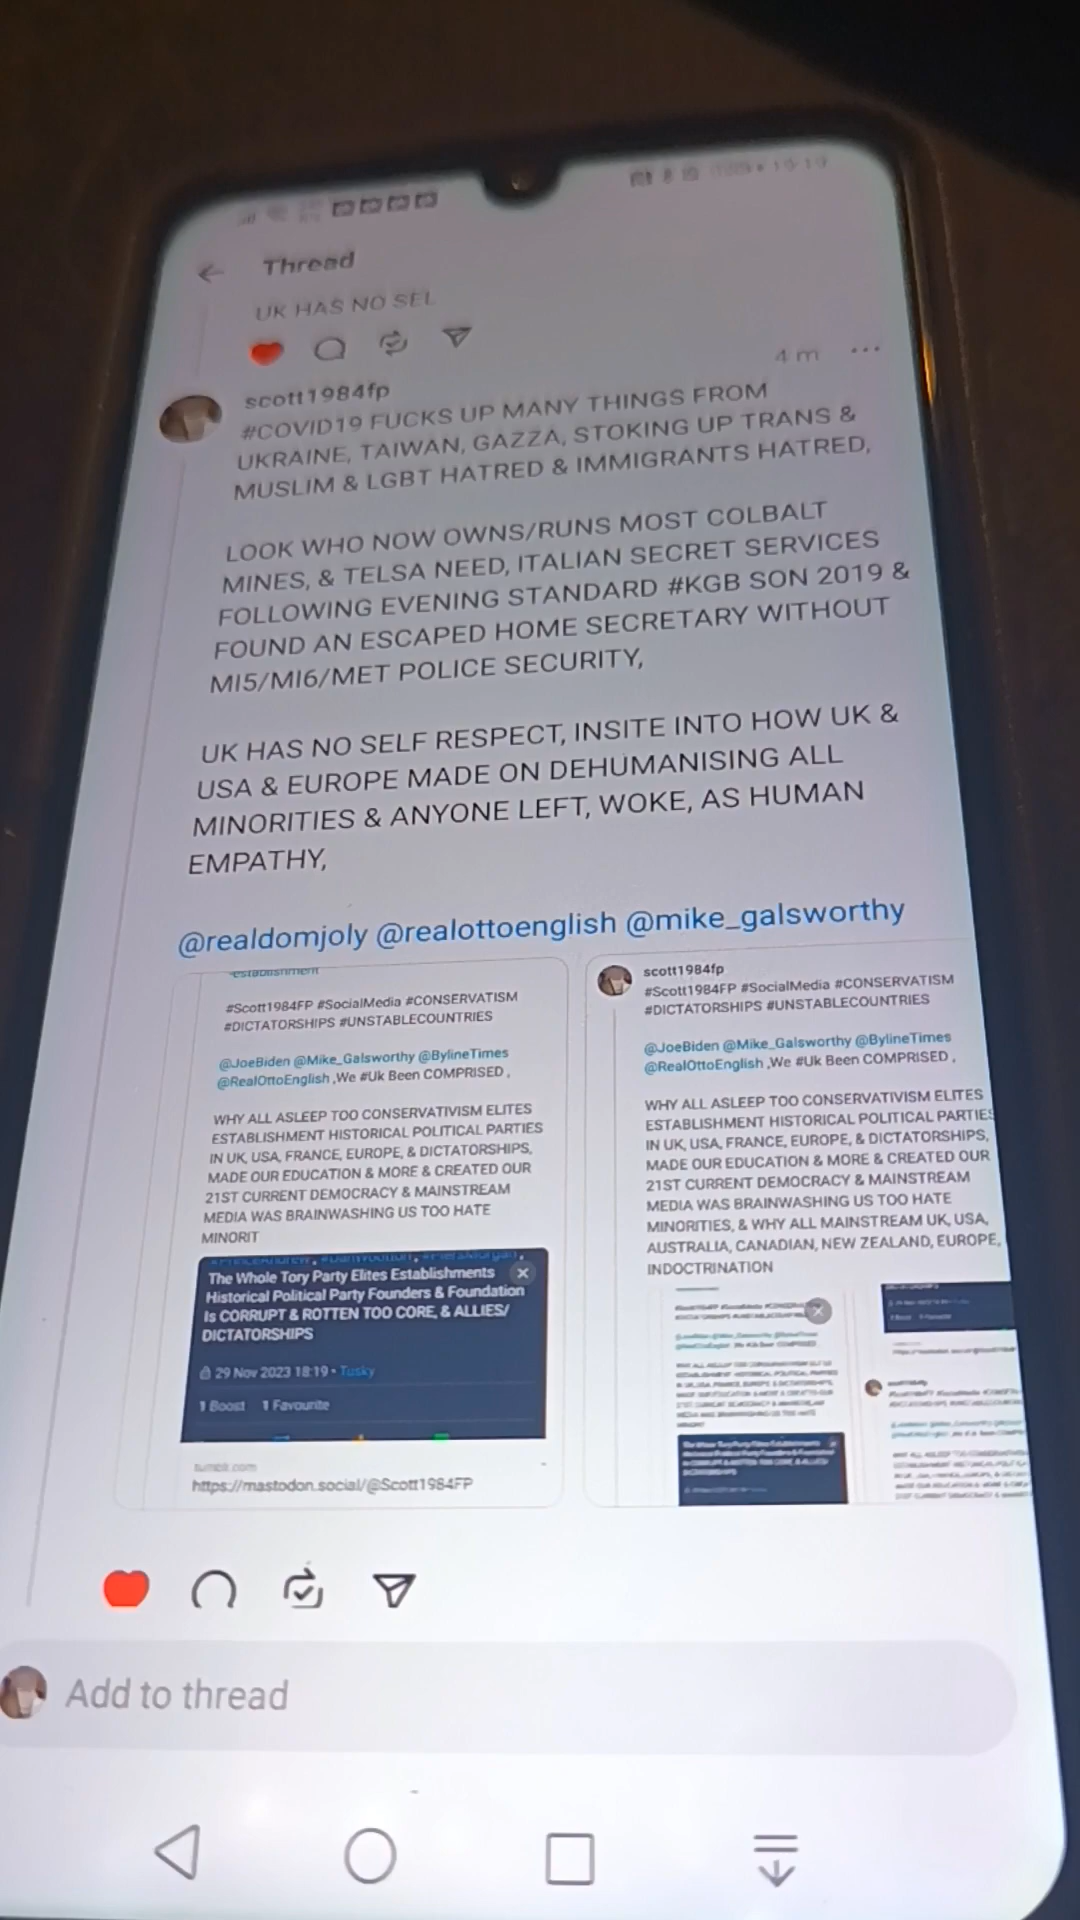 Thread
UK HAS NO SEL
4 m
scott1984fp
#COVID19 FUCKS UP MANY THINGS FROM
UKRAINE, TAIWAN, GAZZA, STOKING UP TRANS &
MUSLIM & LGBT HATRED & IMMIGRANTS HATRED,
LOOK WHO NOW OWNS/RUNS MOST COLBALT
MINES, & TELSA NEED, ITALIAN SECRET SERVICES
FOLLOWING EVENING STANDARD #KGB SON 2019 &
FOUND AN ESCAPED HOME SECRETARY WITHOUT
MI5/MI6/MET POLICE SECURITY,
UK HAS NO SELF RESPECT, INSITE INTO HOW UK &
USA & EUROPE MADE ON DEHUMANISING ALL
MINORITIES & ANYONE LEFT, WOKE, AS HUMAN
EMPATHY,
@realdomjoly @realottoenglish @mike_galsworthy
-establishment
#Scott1984FP #SocialMedia #CONSERVATISM
#DICTATORSHIPS #UNSTABLECOUNTRIES
@JoeBiden @Mike_Galsworthy @BylineTimes
@RealOttoEnglish ,We #Uk Been COMPRISED ,
WHY ALL ASLEEP TOO CONSERVATIVISM ELITES
ESTABLISHMENT HISTORICAL POLITICAL PARTIES
IN UK, USA, FRANCE, EUROPE, & DICTATORSHIPS,
MADE OUR EDUCATION & MORE & CREATED OUR
21ST CURRENT DEMOCRACY & MAINSTREAM
MEDIA WAS BRAINWASHING US TOO HATE
MINORIT
The Whole Tory Party Elites Establishments
Historical Political Party Founders & Foundation
Is CORRUPT & ROTTEN TOO CORE, & ALLIES/
DICTATORSHIPS
29 Nov 2023 18:19 • Tusky
1 Boost 1 Favourite
tumblr.com
https://mastodon.social/@Scott1984FP
scott1984fp
#Scott1984FP #SocialMedia #CONSERVATISM
#DICTATORSHIPS #UNSTABLECOUNTRIES
@JoeBiden @Mike_Galsworthy @BylineTimes
@RealOttoEnglish ,We #Uk Been COMPRISED ,
WHY ALL ASLEEP TOO CONSERVATIVISM ELITES
ESTABLISHMENT HISTORICAL POLITICAL PARTIES
IN UK, USA, FRANCE, EUROPE, & DICTATORSHIPS,
MADE OUR EDUCATION & MORE & CREATED OUR
21ST CURRENT DEMOCRACY & MAINSTREAM
MEDIA WAS BRAINWASHING US TOO HATE
MINORITIES, & WHY ALL MAINSTREAM UK, USA,
AUSTRALIA, CANADIAN, NEW ZEALAND, EUROPE,
INDOCTRINATION
Add to thread